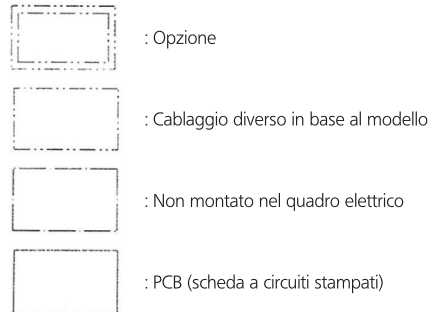 : Opzione
: Cablaggio diverso in base al modello
: Non montato nel quadro elettrico
: PCB (scheda a circuiti stampati)